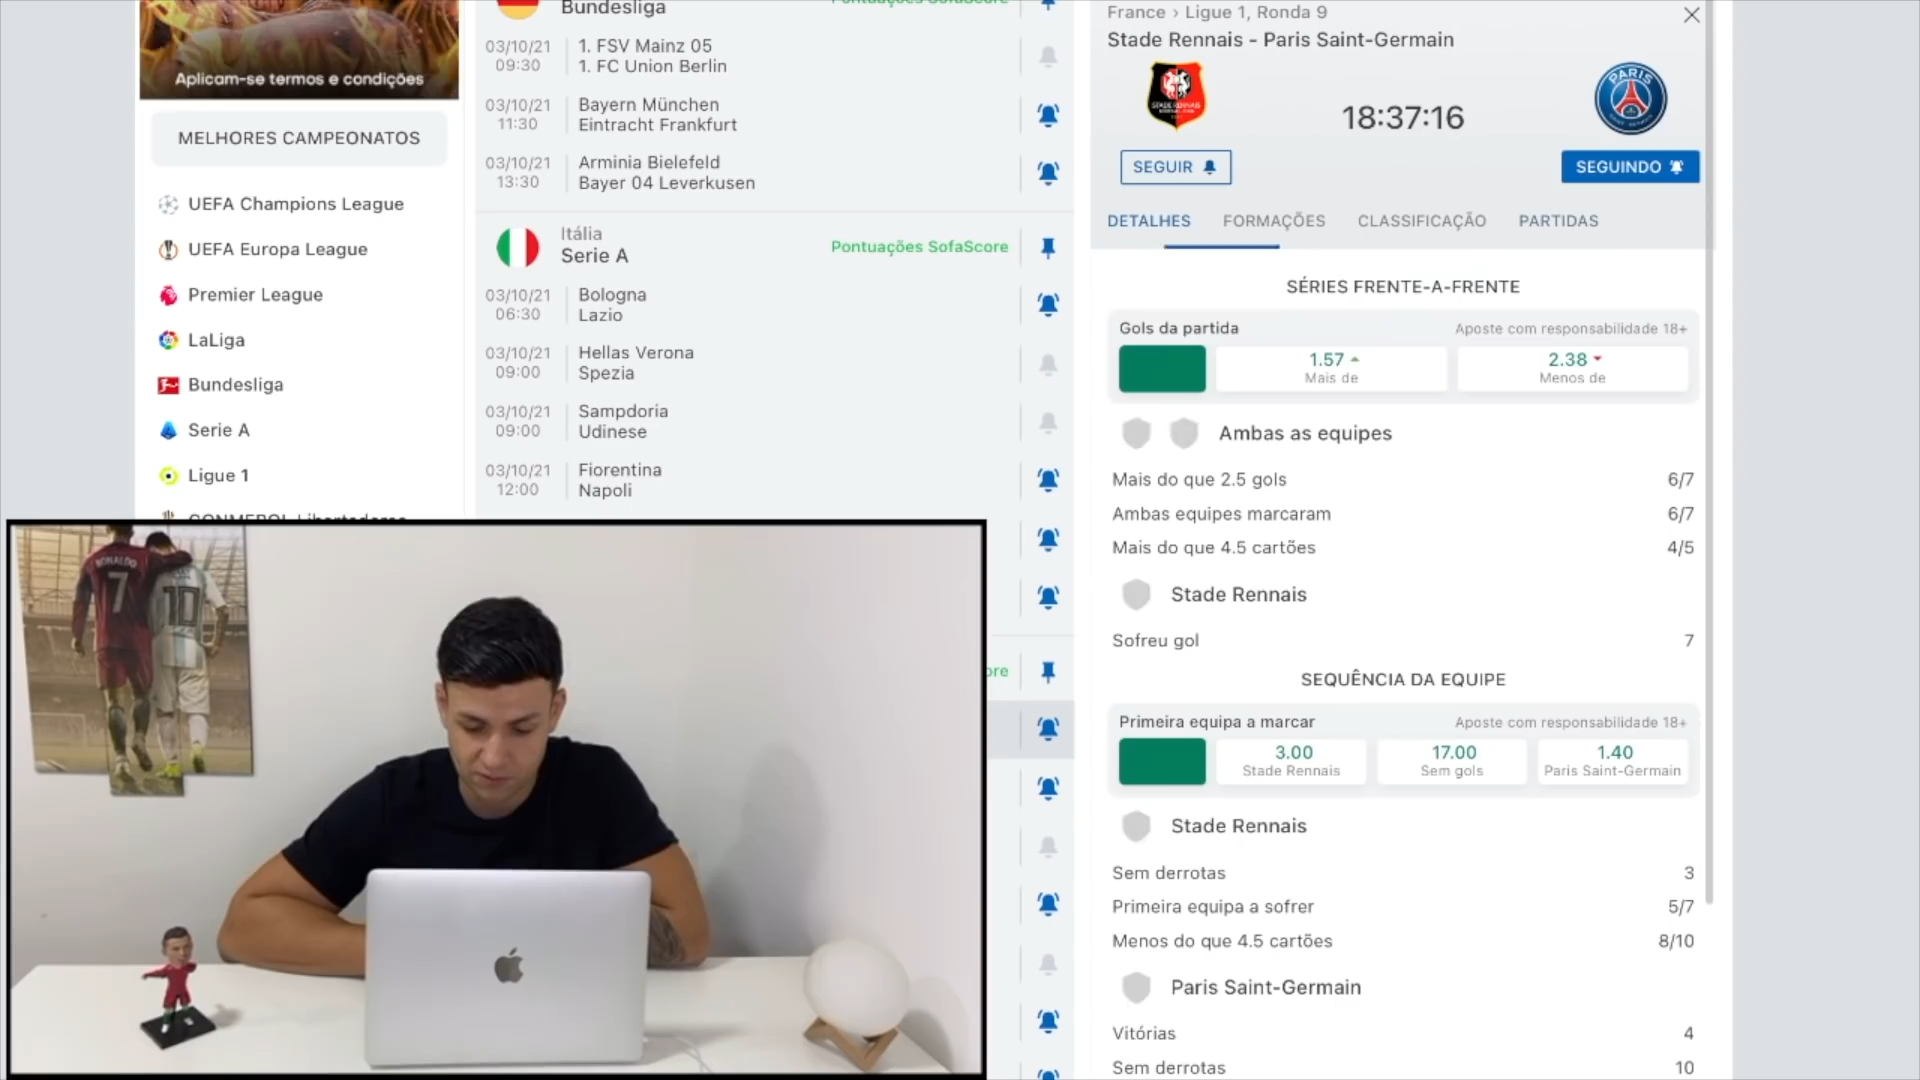 Aplicam-se termos e condições
MELHORES CAMPEONATOS
UEFA Champions League
UEFA Europa League
Premier League
LaLiga
Bundesliga
Serie A
Ligue 1
Bundesliga
03/10/21
09:30
1. FSV Mainz 05
1. FC Union Berlin
03/10/21
11:30
Bayern München
Eintracht Frankfurt
03/10/21
13:30
Arminia Bielefeld
Bayer 04 Leverkusen
Itália
Serie A
Pontuações SofaScore
03/10/21
06:30
Bologna
Lazio
03/10/21
09:00
Hellas Verona
Spezia
03/10/21
09:00
Sampdoria
Udinese
03/10/21
12:00
Fiorentina
Napoli
France › Ligue 1, Ronda 9
Stade Rennais - Paris Saint-Germain
STADE RENNAIS
PARIS
18:37:16
SEGUIR
SEGUINDO
DETALHES FORMAÇÕES CLASSIFICAÇÃO PARTIDAS
SÉRIES FRENTE-A-FRENTE
Gols da partida
Aposte com responsabilidade 18+
1.57
Mais de
2.38
Menos de
Ambas as equipes
Mais do que 2.5 gols 6/7
Ambas equipes marcaram 6/7
Mais do que 4.5 cartões 4/5
Stade Rennais
Sofreu gol 7
SEQUÊNCIA DA EQUIPE
Primeira equipa a marcar
Aposte com responsabilidade 18+
3.00
Stade Rennais
17.00
Sem gols
1.40
Paris Saint-Germain
Stade Rennais
Sem derrotas 3
Primeira equipa a sofrer 5/7
Menos do que 4.5 cartões 8/10
Paris Saint-Germain
Vitórias 4
Sem derrotas 10
RONALDO
7
10